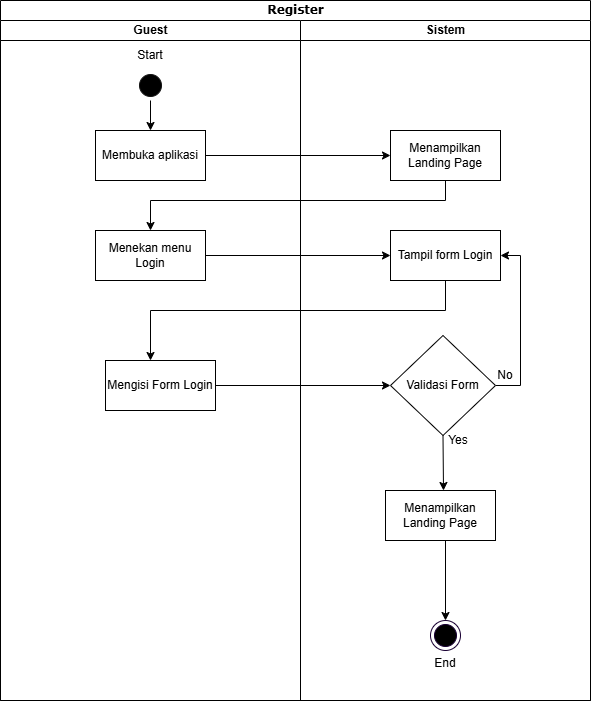 Register
Guest
Sistem
Start
Membuka aplikasi
Menampilkan
Landing Page
Menekan menu
Login
Tampil form Login
Mengisi Form Login
Validasi Form
No
Yes
Menampilkan
Landing Page
End